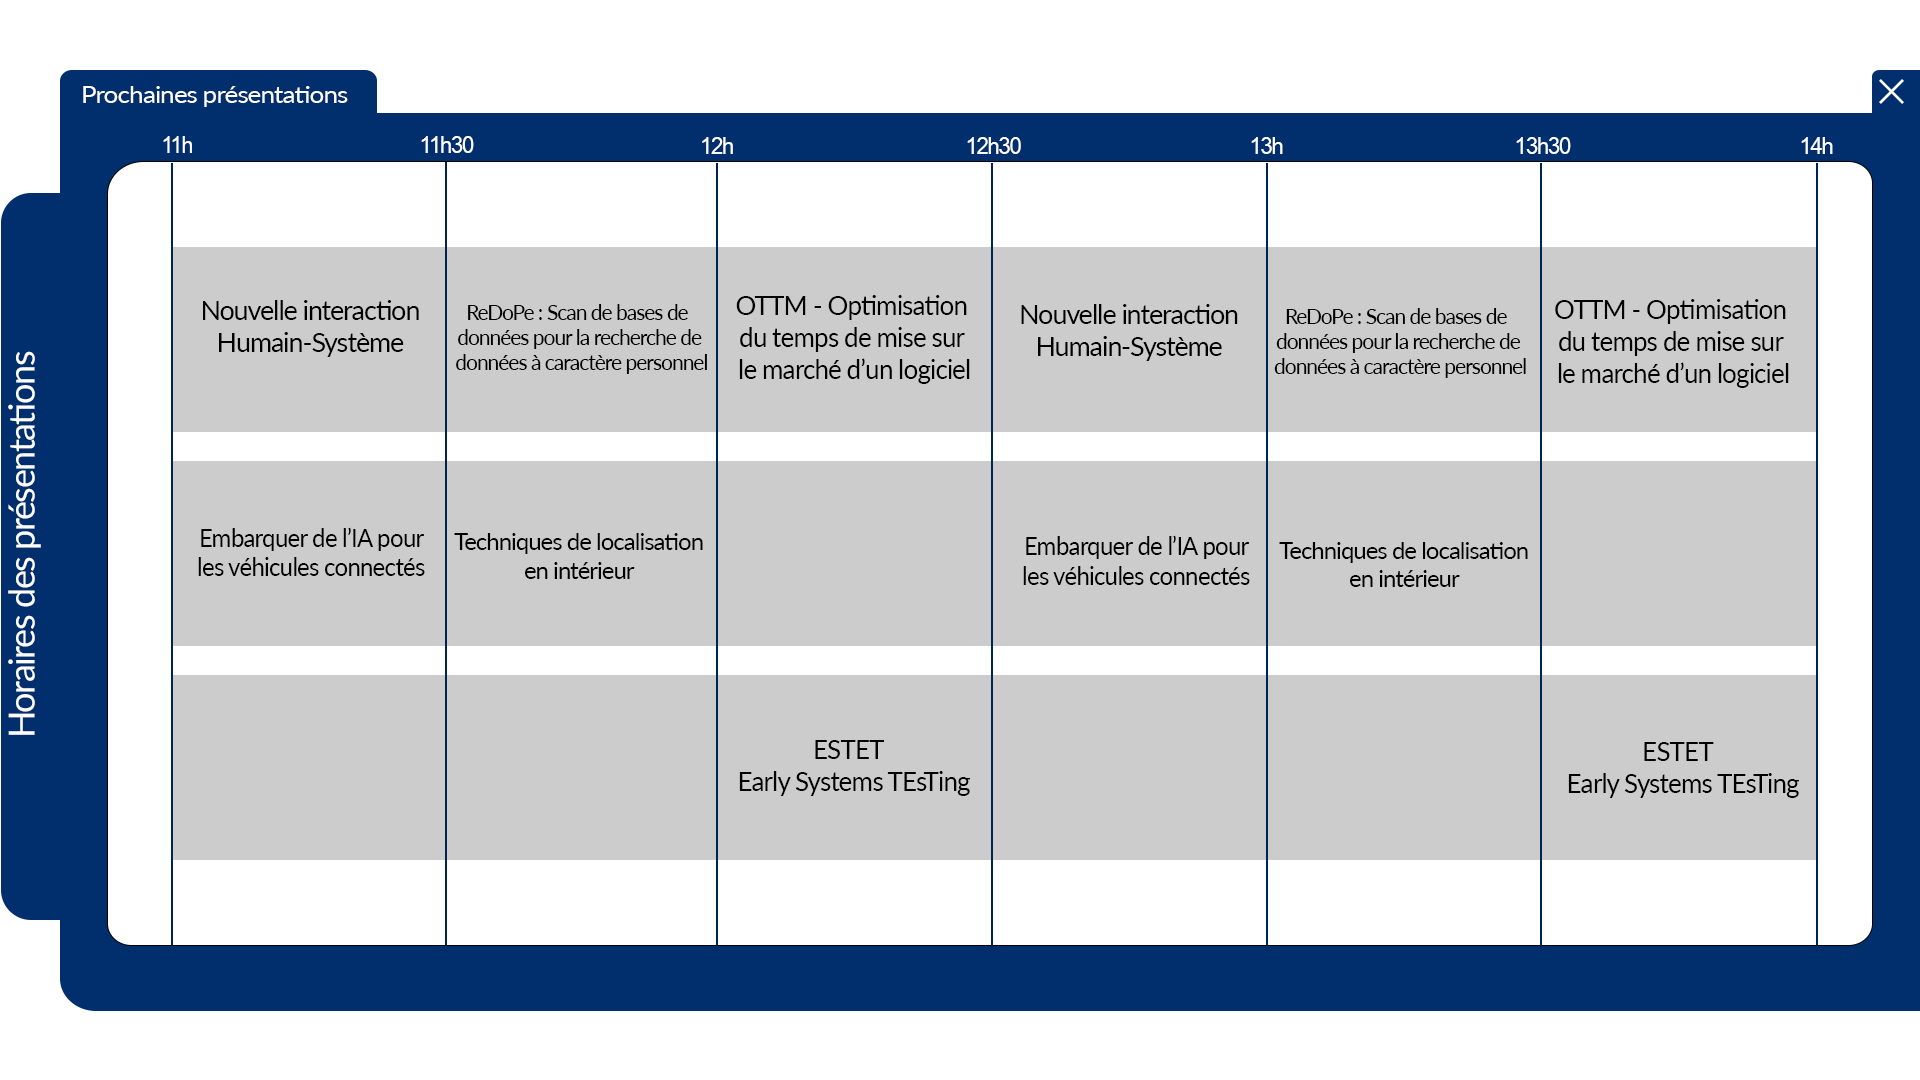 Prochaines présentations
11h 11h30 12h 12h30 13h 13h30 14h
Horaires des présentations
Nouvelle interaction
Humain-Système
ReDoPe : Scan de bases de
données pour la recherche de
données à caractère personnel
OTTM - Optimisation
du temps de mise sur
le marché d’un logiciel
Nouvelle interaction
Humain-Système
ReDoPe : Scan de bases de
données pour la recherche de
données à caractère personnel
OTTM - Optimisation
du temps de mise sur
le marché d’un logiciel
Embarquer de l’IA pour
les véhicules connectés
Techniques de localisation
en intérieur
Embarquer de l’IA pour
les véhicules connectés
Techniques de localisation
en intérieur
ESTET
Early Systems TEsTing
ESTET
Early Systems TEsTing